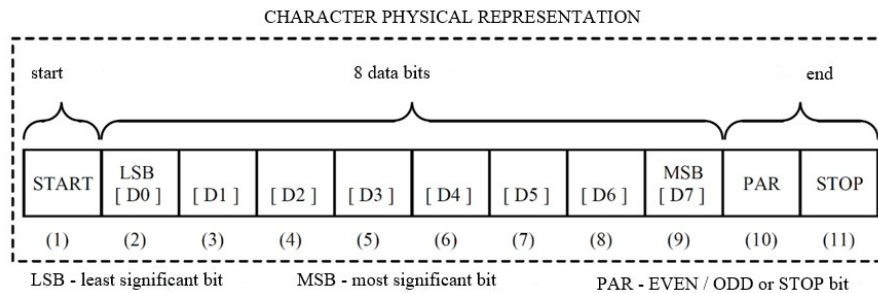 CHARACTER PHYSICAL REPRESENTATION
start 8 data bits end
START LSB [ D0 ] [ D1 ] [ D2 ] [ D3 ] [ D4 ] [ D5 ] [ D6 ] MSB [ D7 ] PAR STOP
(1) (2) (3) (4) (5) (6) (7) (8) (9) (10) (11)
LSB - least significant bit MSB - most significant bit PAR - EVEN / ODD or STOP bit